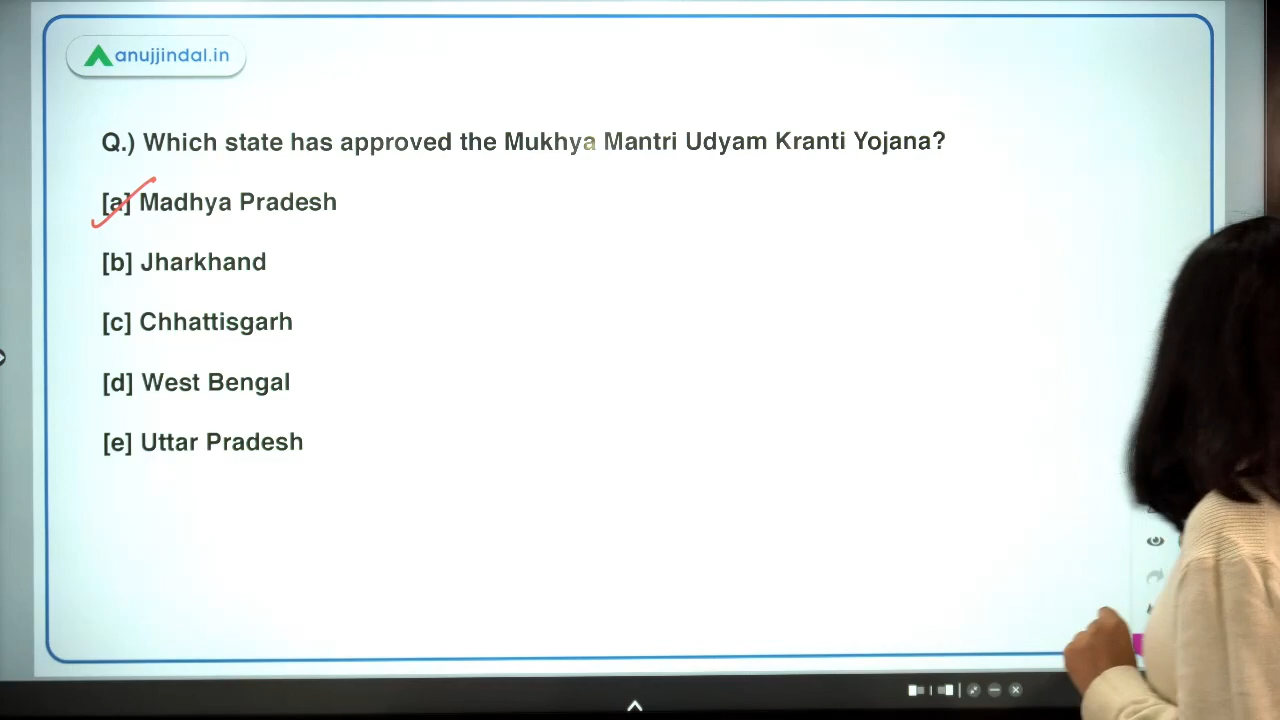 anujjindal.in
Q.) Which state has approved the Mukhya Mantri Udyam Kranti Yojana?
[a] Madhya Pradesh
[b] Jharkhand
[c] Chhattisgarh
[d] West Bengal
[e] Uttar Pradesh